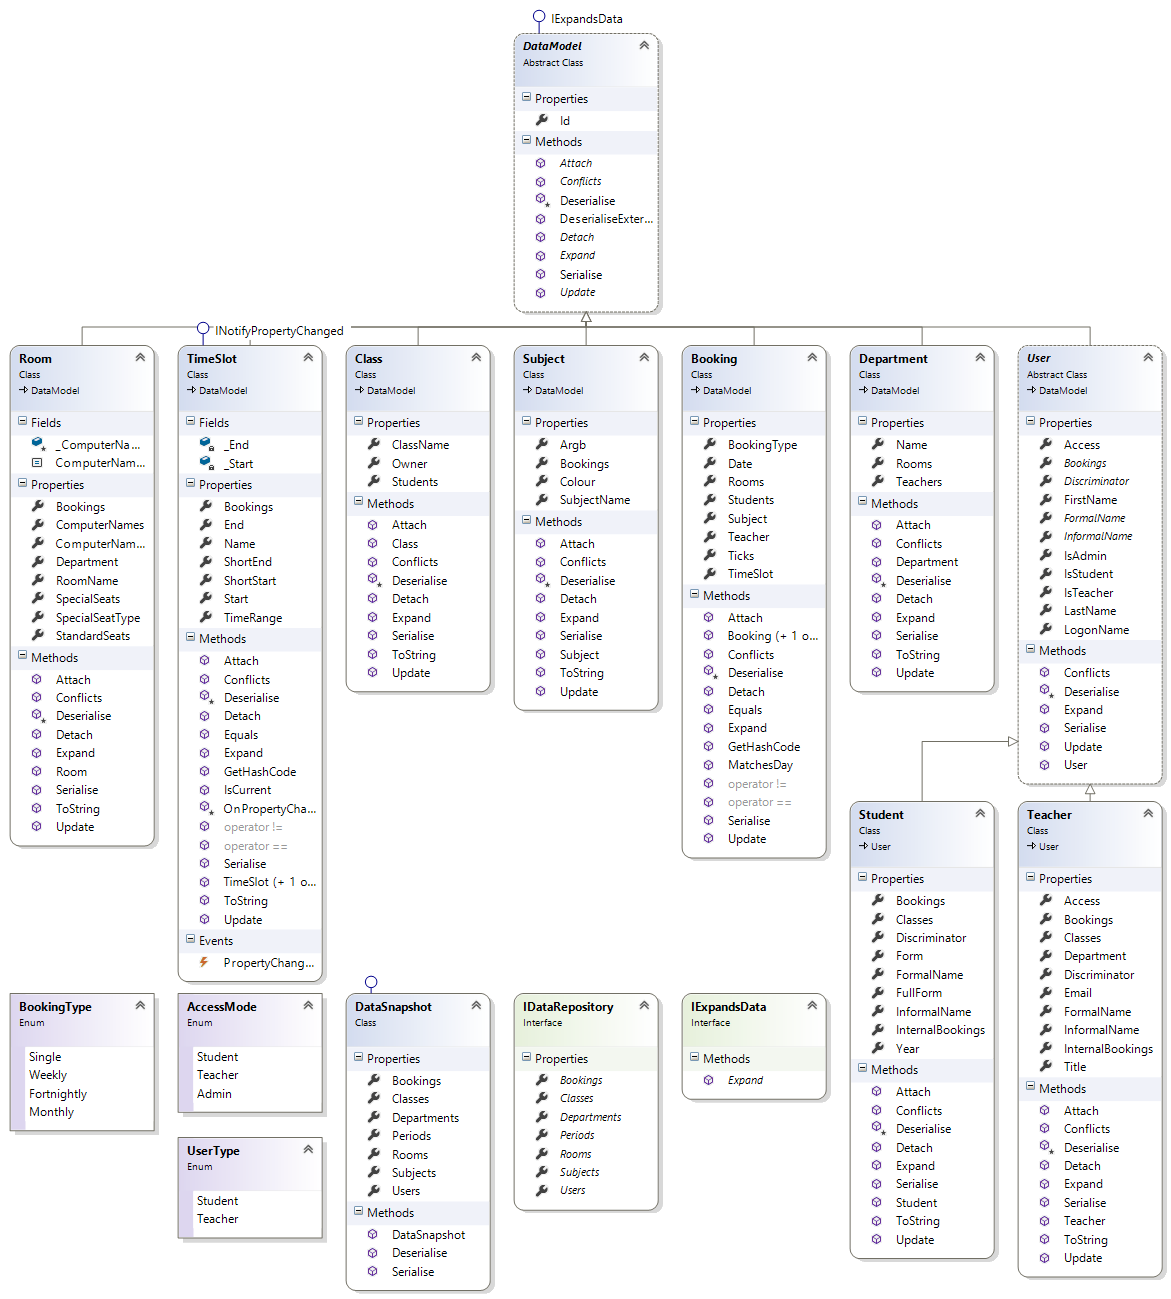 IExpandsData
DataModel
Abstract Class
Properties
Id
Methods
Attach
Conflicts
Deserialise
DeserialiseExter...
Detach
Expand
Serialise
Update
INotifyPropertyChanged
Room
Class
DataModel
Fields
_ComputerNa...
ComputerNam...
Properties
Bookings
ComputerNames
ComputerNam...
Department
RoomName
SpecialSeats
SpecialSeatType
StandardSeats
Methods
Attach
Conflicts
Deserialise
Detach
Expand
Room
Serialise
ToString
Update
TimeSlot
Class
DataModel
Fields
_End
_Start
Properties
Bookings
End
Name
ShortEnd
ShortStart
Start
TimeRange
Methods
Attach
Conflicts
Deserialise
Detach
Equals
Expand
GetHashCode
IsCurrent
OnPropertyCha...
operator !=
operator ==
Serialise
TimeSlot (+ 1 o...
ToString
Update
Events
PropertyChang...
Class
Class
DataModel
Properties
ClassName
Owner
Students
Methods
Attach
Class
Conflicts
Deserialise
Detach
Expand
Serialise
ToString
Update
Subject
Class
DataModel
Properties
Argb
Bookings
Colour
SubjectName
Methods
Attach
Conflicts
Deserialise
Detach
Expand
Serialise
Subject
ToString
Update
Booking
Class
DataModel
Properties
BookingType
Date
Rooms
Students
Subject
Teacher
Ticks
TimeSlot
Methods
Attach
Booking (+ 1 o...
Conflicts
Deserialise
Detach
Equals
Expand
GetHashCode
MatchesDay
operator !=
operator ==
Serialise
Update
Department
Class
DataModel
Properties
Name
Rooms
Teachers
Methods
Attach
Conflicts
Department
Deserialise
Detach
Expand
Serialise
ToString
Update
User
Abstract Class
DataModel
Properties
Access
Bookings
Discriminator
FirstName
FormalName
InformalName
IsAdmin
IsStudent
IsTeacher
LastName
LogonName
Methods
Conflicts
Deserialise
Expand
Serialise
Update
User
Student
Class
User
Properties
Bookings
Classes
Discriminator
Form
FormalName
FullForm
InformalName
InternalBookings
Year
Methods
Attach
Conflicts
Deserialise
Detach
Expand
Serialise
Student
ToString
Update
Teacher
Class
User
Properties
Access
Bookings
Classes
Department
Discriminator
Email
FormalName
InformalName
InternalBookings
Title
Methods
Attach
Conflicts
Deserialise
Detach
Expand
Serialise
Teacher
ToString
Update
BookingType
Enum
Single
Weekly
Fortnightly
Monthly
AccessMode
Enum
Student
Teacher
Admin
UserType
Enum
Student
Teacher
DataSnapshot
Class
Properties
Bookings
Classes
Departments
Periods
Rooms
Subjects
Users
Methods
DataSnapshot
Deserialise
Serialise
IDataRepository
Interface
Properties
Bookings
Classes
Departments
Periods
Rooms
Subjects
Users
IExpandsData
Interface
Methods
Expand